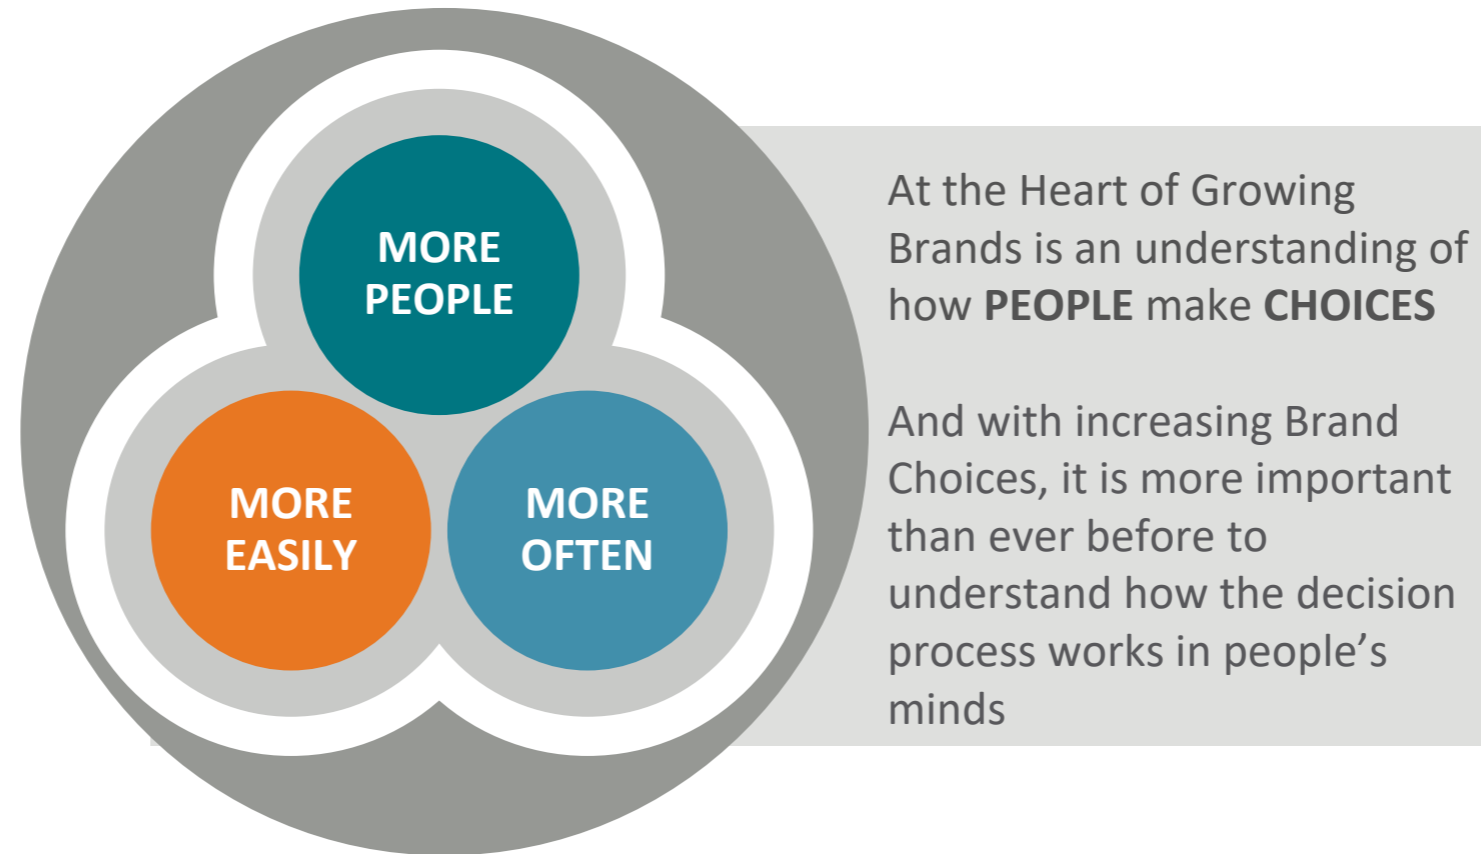 MORE
PEOPLE
MORE
EASILY
MORE
OFTEN
At the Heart of Growing
Brands is an understanding of
how PEOPLE make CHOICES
And with increasing Brand
Choices, it is more important
than ever before to
understand how the decision
process works in people’s
minds